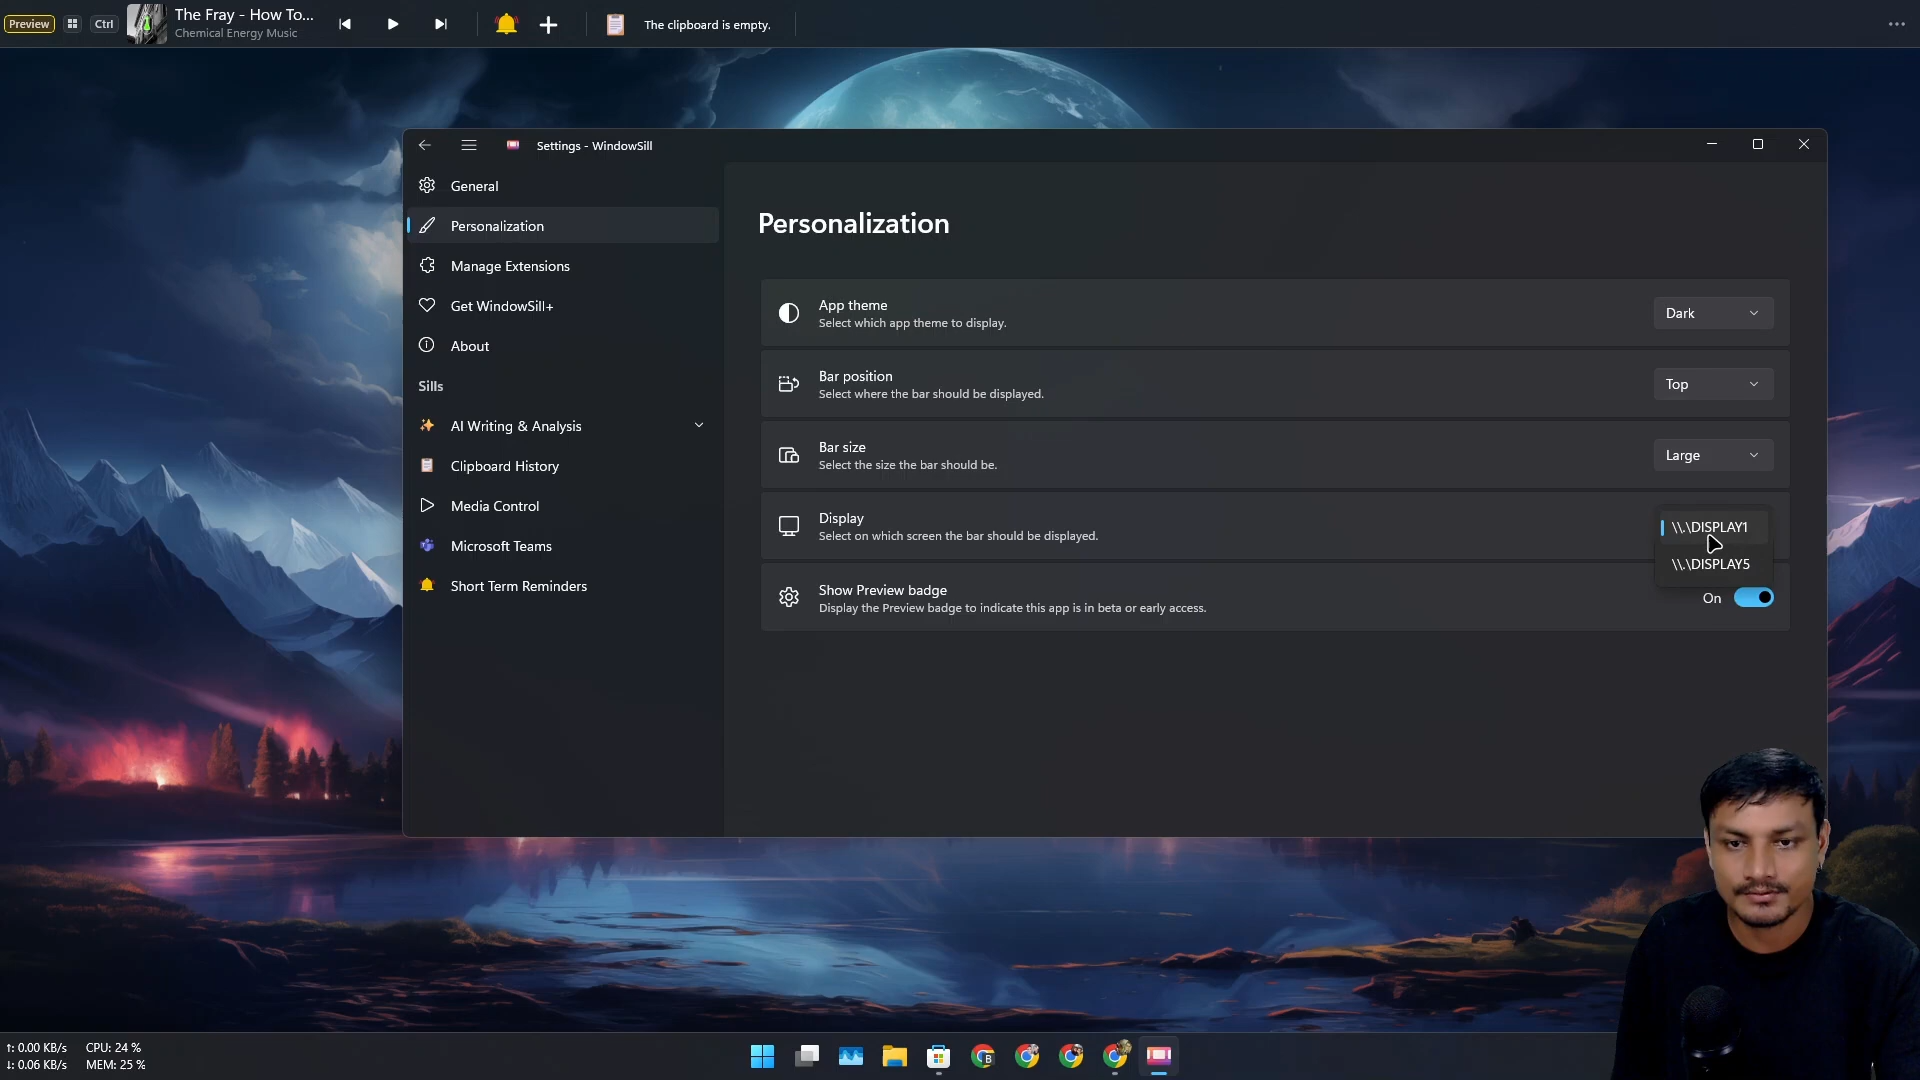 Preview
Ctrl
The Fray - How To...
Chemical Energy Music
The clipboard is empty.
Settings - WindowSill
General
Personalization
Manage Extensions
Get WindowSill+
About
Sills
AI Writing & Analysis
Clipboard History
Media Control
Microsoft Teams
Short Term Reminders
Personalization
App theme
Select which app theme to display.
Dark
Bar position
Select where the bar should be displayed.
Top
Bar size
Select the size the bar should be.
Large
Display
Select on which screen the bar should be displayed.
\\.\DISPLAY1
\\.\DISPLAY5
Show Preview badge
Display the Preview badge to indicate this app is in beta or early access.
On
↑: 0.00 KB/s CPU: 24 %
↓: 0.06 KB/s MEM: 25 %
B